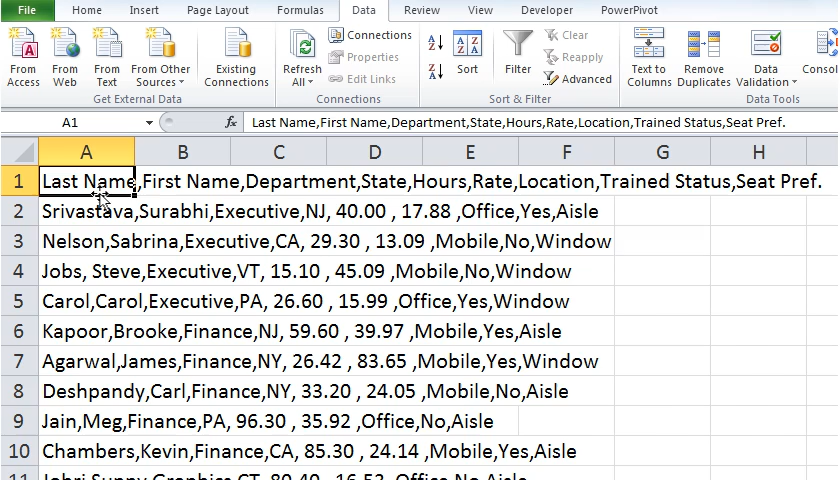 File Home Insert Page Layout Formulas Data Review View Developer PowerPivot
From Access From Web From Text From Other Sources Existing Connections Refresh All Connections Properties Edit Links Sort Filter Clear Reapply Advanced Text to Columns Remove Duplicates Data Validation
Get External Data Connections Sort & Filter Data Tools
A1 fx Last Name,First Name,Department,State,Hours,Rate,Location,Trained Status,Seat Pref.
A B C D E F G H
1 Last Name,First Name,Department,State,Hours,Rate,Location,Trained Status,Seat Pref.
2 Srivastava,Surabhi,Executive,NJ, 40.00 , 17.88 ,Office,Yes,Aisle
3 Nelson,Sabrina,Executive,CA, 29.30 , 13.09 ,Mobile,No,Window
4 Jobs, Steve,Executive,VT, 15.10 , 45.09 ,Mobile,No,Window
5 Carol,Carol,Executive,PA, 26.60 , 15.99 ,Office,Yes,Window
6 Kapoor,Brooke,Finance,NJ, 59.60 , 39.97 ,Mobile,Yes,Aisle
7 Agarwal,James,Finance,NY, 26.42 , 83.65 ,Mobile,Yes,Window
8 Deshpandy,Carl,Finance,NY, 33.20 , 24.05 ,Mobile,No,Aisle
9 Jain,Meg,Finance,PA, 96.30 , 35.92 ,Office,No,Aisle
10 Chambers,Kevin,Finance,CA, 85.30 , 24.14 ,Mobile,Yes,Aisle